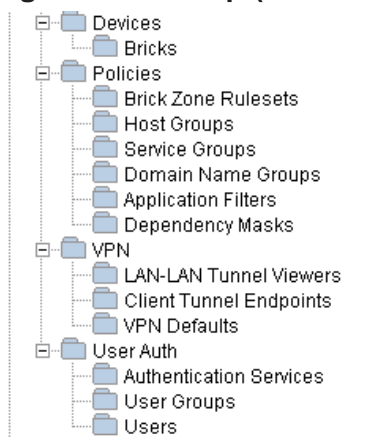 Devices
Bricks
Policies
Brick Zone Rulesets
Host Groups
Service Groups
Domain Name Groups
Application Filters
Dependency Masks
VPN
LAN-LAN Tunnel Viewers
Client Tunnel Endpoints
VPN Defaults
User Auth
Authentication Services
User Groups
Users